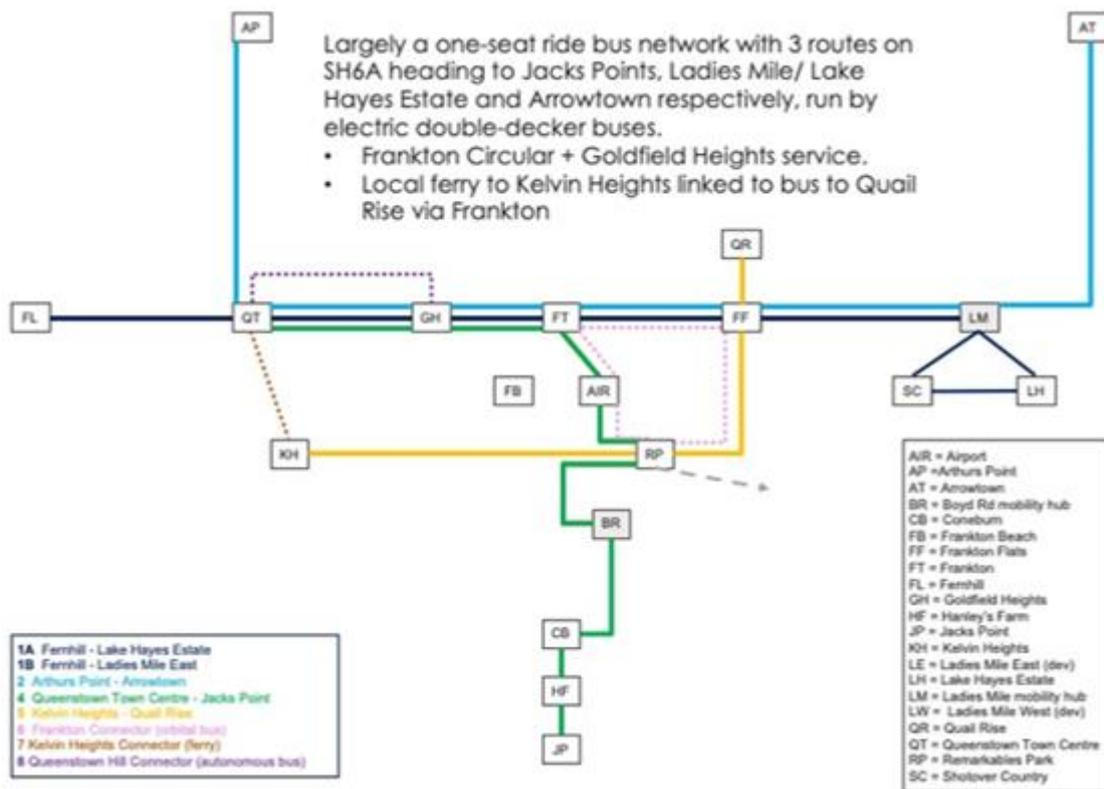 AP
AT
Largely a one-seat ride bus network with 3 routes on
SH6A heading to Jacks Points, Ladies Mile/ Lake
Hayes Estate and Arrowtown respectively, run by
electric double-decker buses.
• Frankton Circular + Goldfield Heights service.
• Local ferry to Kelvin Heights linked to bus to Quail
Rise via Frankton
QR
FL
QT
GH
FT
FF
LM
FB
AIR
SC
LH
KH
RP
BR
CB
HF
JP
1A Fernhill - Lake Hayes Estate
1B Fernhill - Ladies Mile East
2 Arthurs Point - Arrowtown
4 Queenstown Town Centre - Jacks Point
5 Kelvin Heights - Quail Rise
6 Frankton Connector (orbital bus)
7 Kelvin Heights Connector (ferry)
8 Queenstown Hill Connector (autonomous bus)
AIR = Airport
AP =Arthurs Point
AT = Arrowtown
BR = Boyd Rd mobility hub
CB = Coneburn
FB = Frankton Beach
FF = Frankton Flats
FT = Frankton
FL = Fernhill
GH = Goldfield Heights
HF = Hanley's Farm
JP = Jacks Point
KH = Kelvin Heights
LE = Ladies Mile East (dev)
LH = Lake Hayes Estate
LM = Ladies Mile mobility hub
LW = Ladies Mile West (dev)
QR = Quail Rise
QT = Queenstown Town Centre
RP = Remarkables Park
SC = Shotover Country